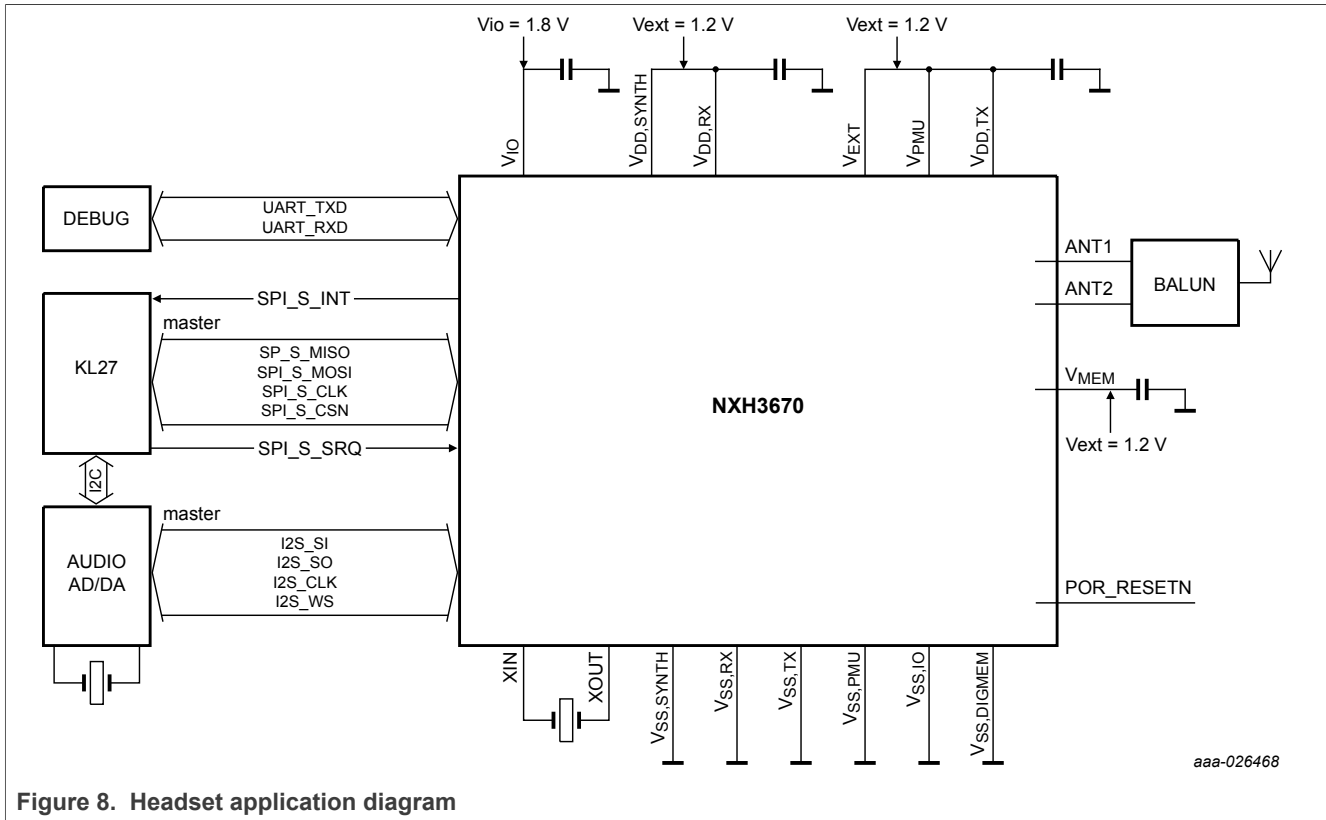 Vio = 1.8 V
Vext = 1.2 V
Vext = 1.2 V
VIO
VDD,SYNTH
VDD,RX
VEXT
VPMU
VDD,TX
DEBUG
UART_TXD
UART_RXD
KL27
SPI_S_INT
master
SP_S_MISO
SPI_S_MOSI
SPI_S_CLK
SPI_S_CSN
SPI_S_SRQ
I2C
AUDIO
AD/DA
master
I2S_SI
I2S_SO
I2S_CLK
I2S_WS
NXH3670
ANT1
ANT2
BALUN
VMEM
Vext = 1.2 V
POR_RESETN
XIN
XOUT
VSS,SYNTH
VSS,RX
VSS,TX
VSS,PMU
VSS,IO
VSS,DIGMEM
aaa-026468
Figure 8. Headset application diagram